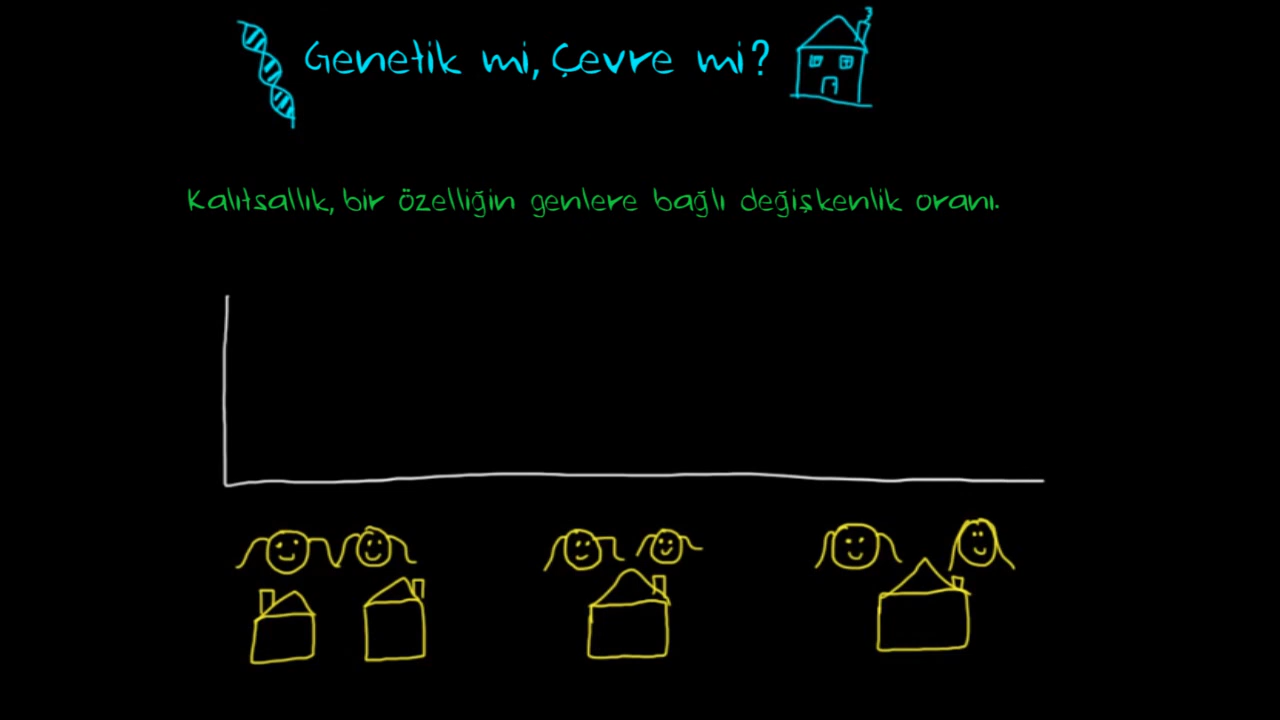 Genetik mi, Çevre mi?
Kalıtsallık, bir özelliğin genlere bağlı değişkenlik oranı.